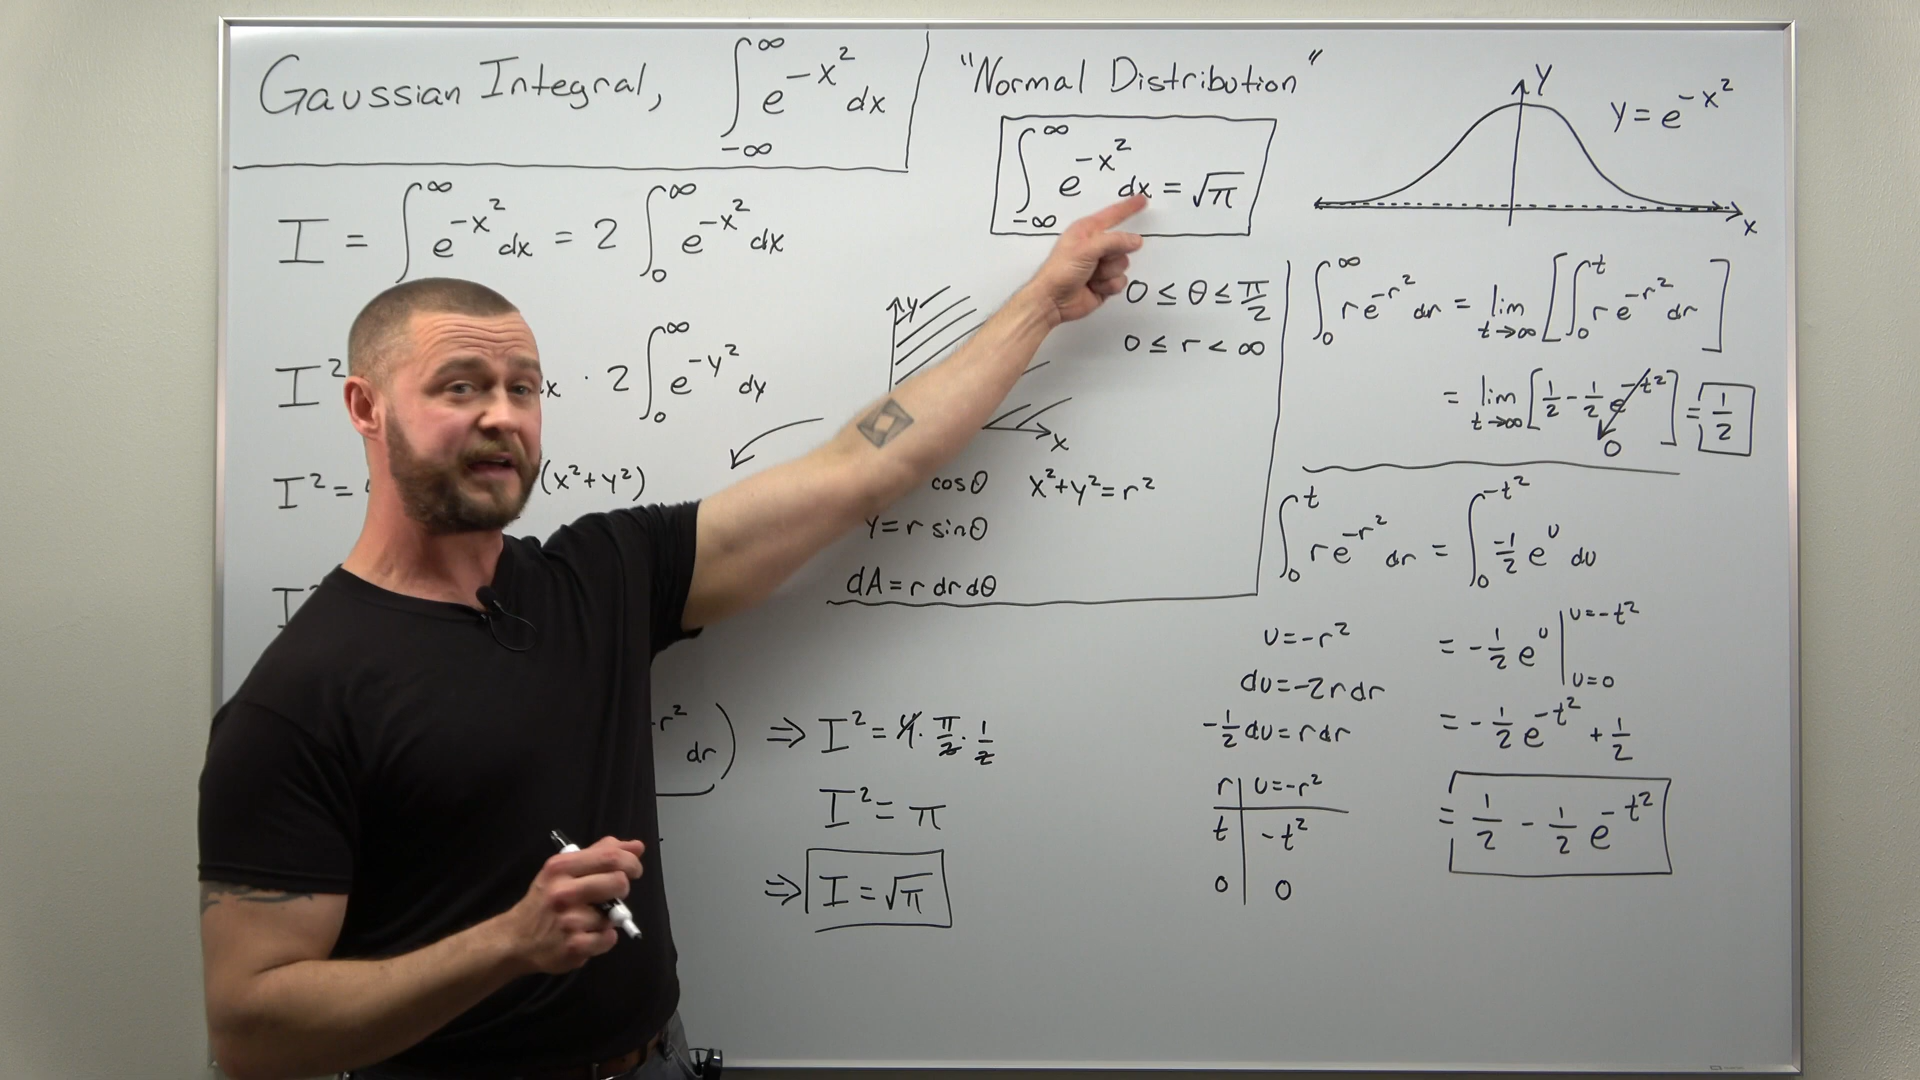 Gaussian Integral, ∫_{-∞}^{∞} e^{-x²} dx
"Normal Distribution"
∫_{-∞}^{∞} e^{-x²} dx = √π
y
y = e^{-x²}
x
I = ∫_{-∞}^{∞} e^{-x²} dx = 2 ∫_{0}^{∞} e^{-x²} dx
I²
x · 2 ∫_{0}^{∞} e^{-y²} dy
I² =
(x²+y²)
y
x
0 ≤ θ ≤ π/2
0 ≤ r < ∞
cosθ x²+y²=r²
y = r sinθ
dA = r dr dθ
-r² dr)
⇒ I² = 4 · π/2 · 1/2
I² = π
⇒ I = √π
∫_{0}^{∞} r e^{-r²} dr = lim_{t→∞} [∫_{0}^{t} r e^{-r²} dr]
= lim_{t→∞} [1/2 - 1/2 e^{-t²}] = 1/2
0
∫_{0}^{t} r e^{-r²} dr = ∫_{0}^{-t²} -1/2 e^u du
u = -r²
du = -2r dr
-1/2 du = r dr
r | u = -r²
t | -t²
0 | 0
= -1/2 e^u |_{u=0}^{u=-t²}
= -1/2 e^{-t²} + 1/2
= 1/2 - 1/2 e^{-t²}